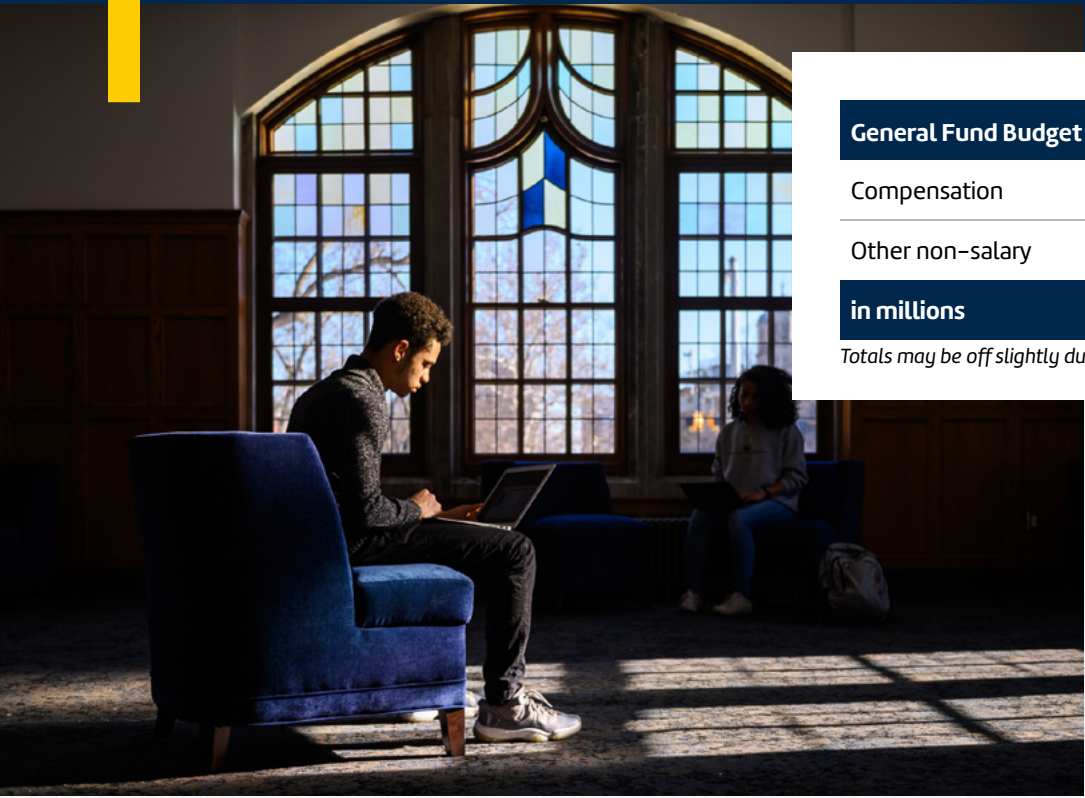 General Fund Budget
Compensation
Other non-salary
in millions
Totals may be off slightly du